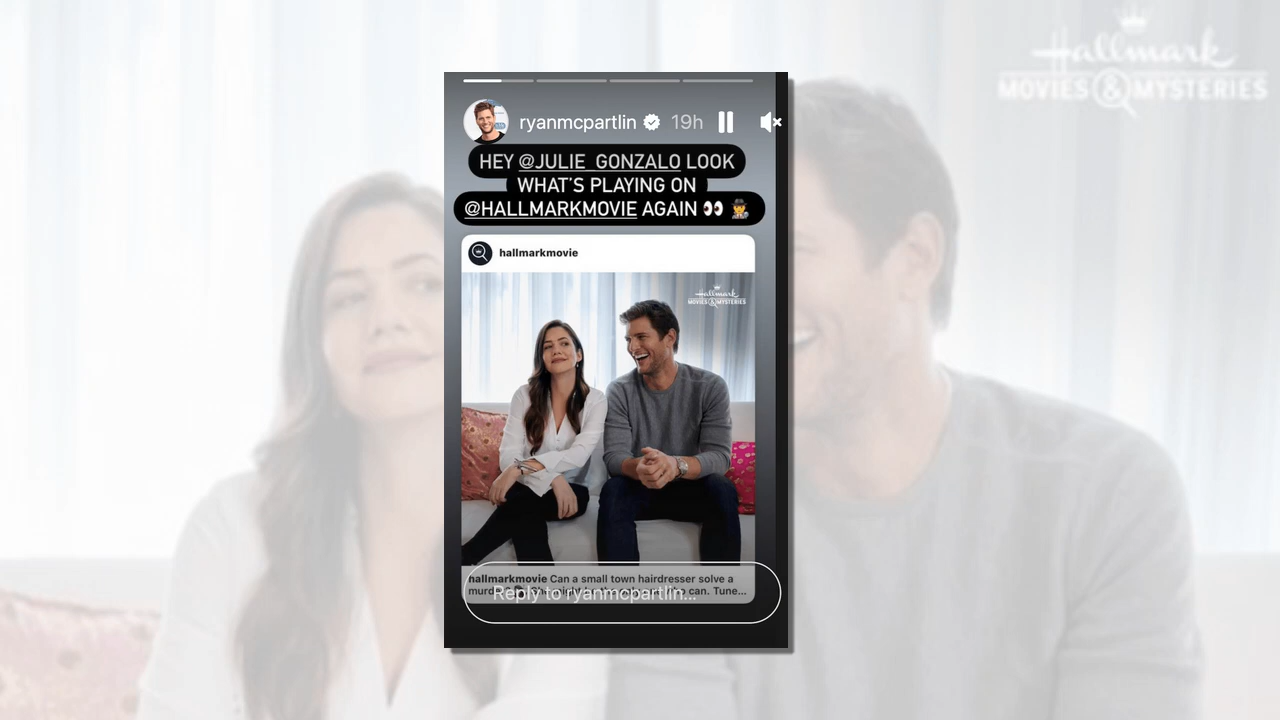 Hallmark
MOVIES & MYSTERIES
ryanmcpartlin 19h
HEY @JULIE_GONZALO LOOK
WHAT'S PLAYING ON
@HALLMARKMOVIE AGAIN 👀 🕵
hallmarkmovie
Hallmark
MOVIES & MYSTERIES
hallmarkmovie Can a small town hairdresser solve a
can. Tune...
Reply to ryanmcpartlin...